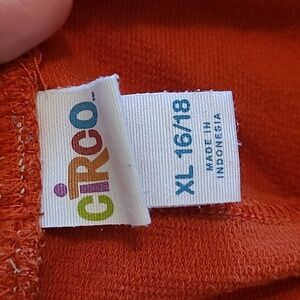 ciRco
XL 16/18
MADE IN
INDONESIA